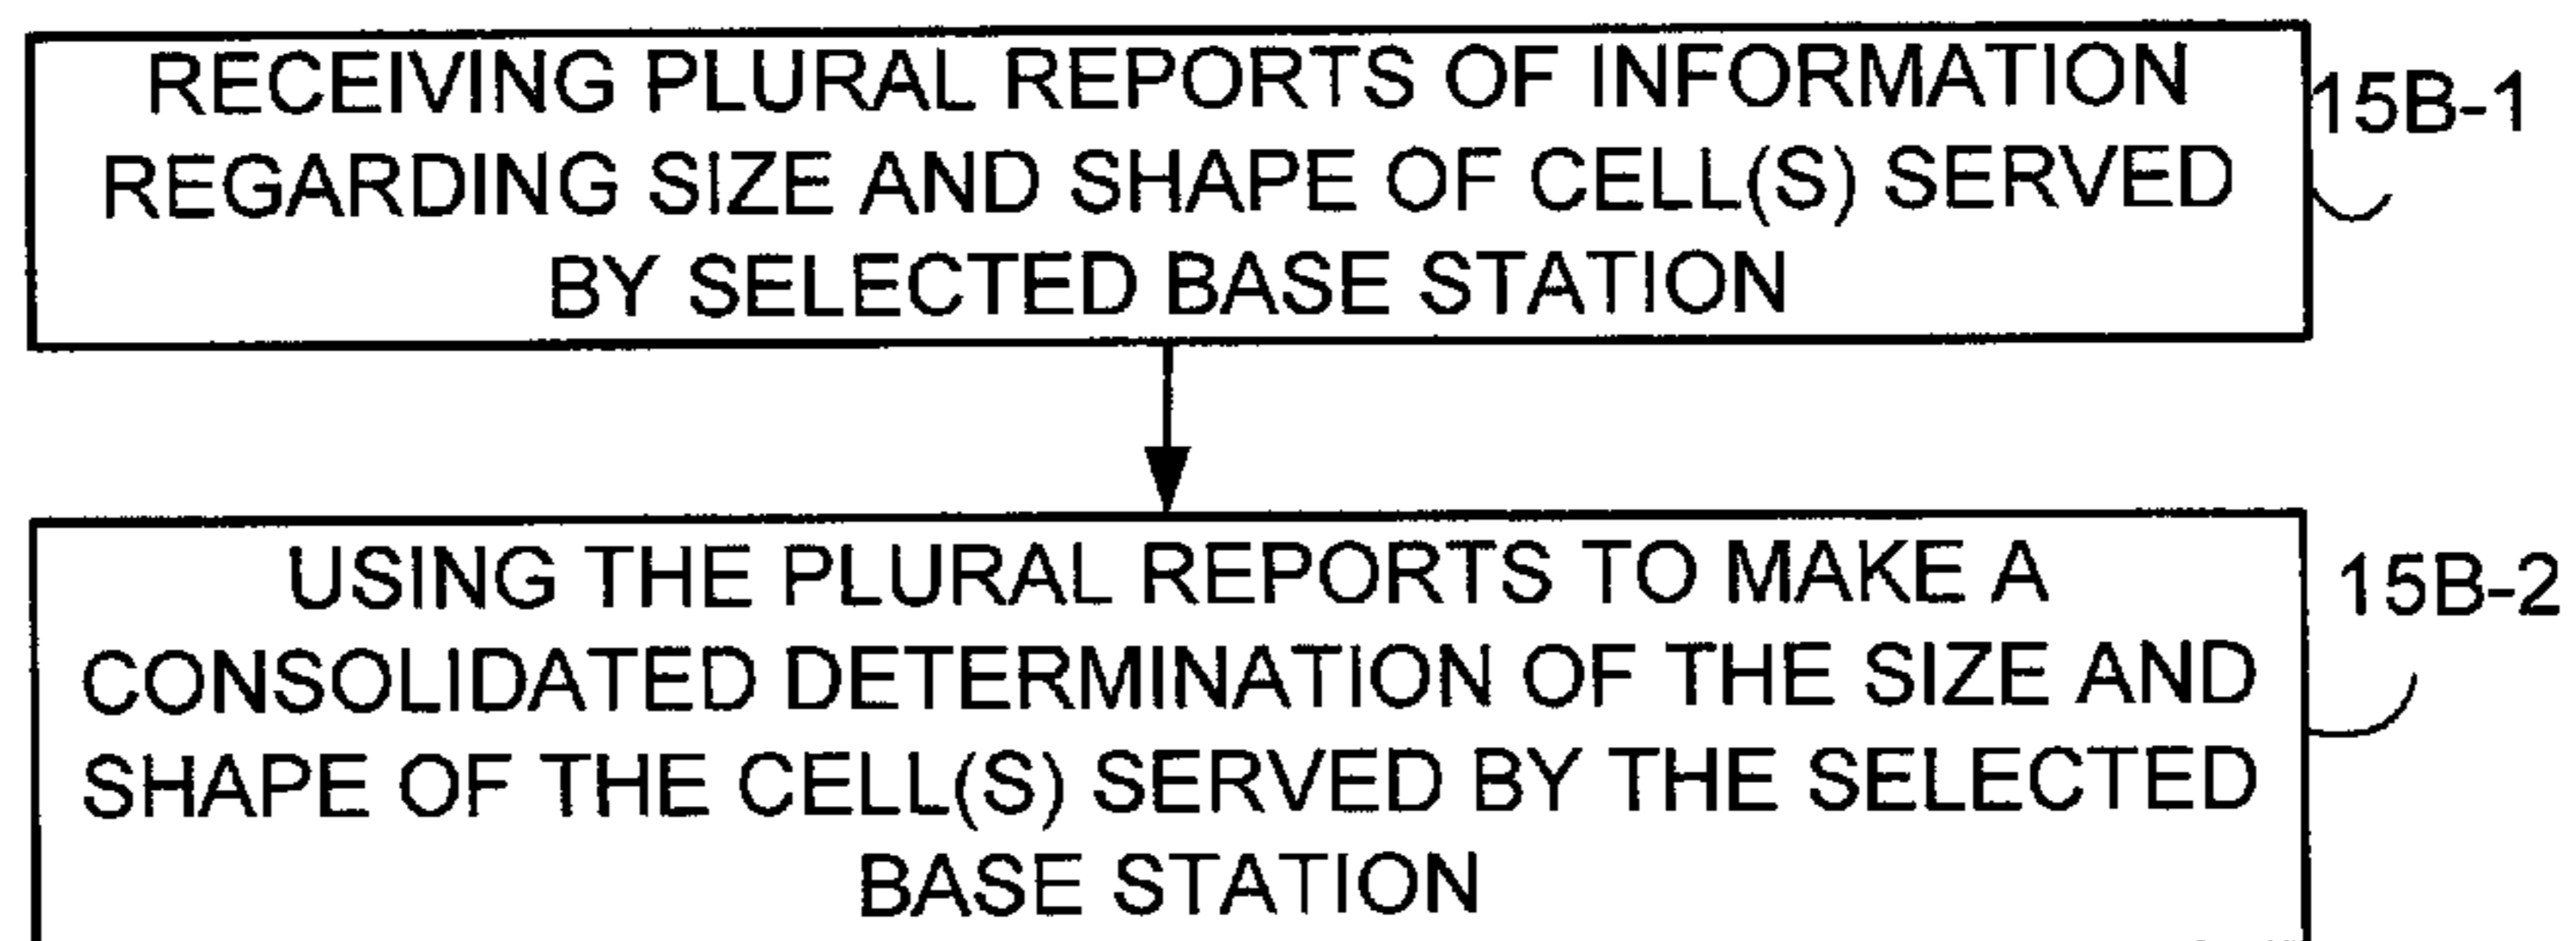 RECEIVING PLURAL REPORTS OF INFORMATION
REGARDING SIZE AND SHAPE OF CELL(S) SERVED
BY SELECTED BASE STATION
15B-1
USING THE PLURAL REPORTS TO MAKE A
CONSOLIDATED DETERMINATION OF THE SIZE AND
SHAPE OF THE CELL(S) SERVED BY THE SELECTED
BASE STATION
15B-2